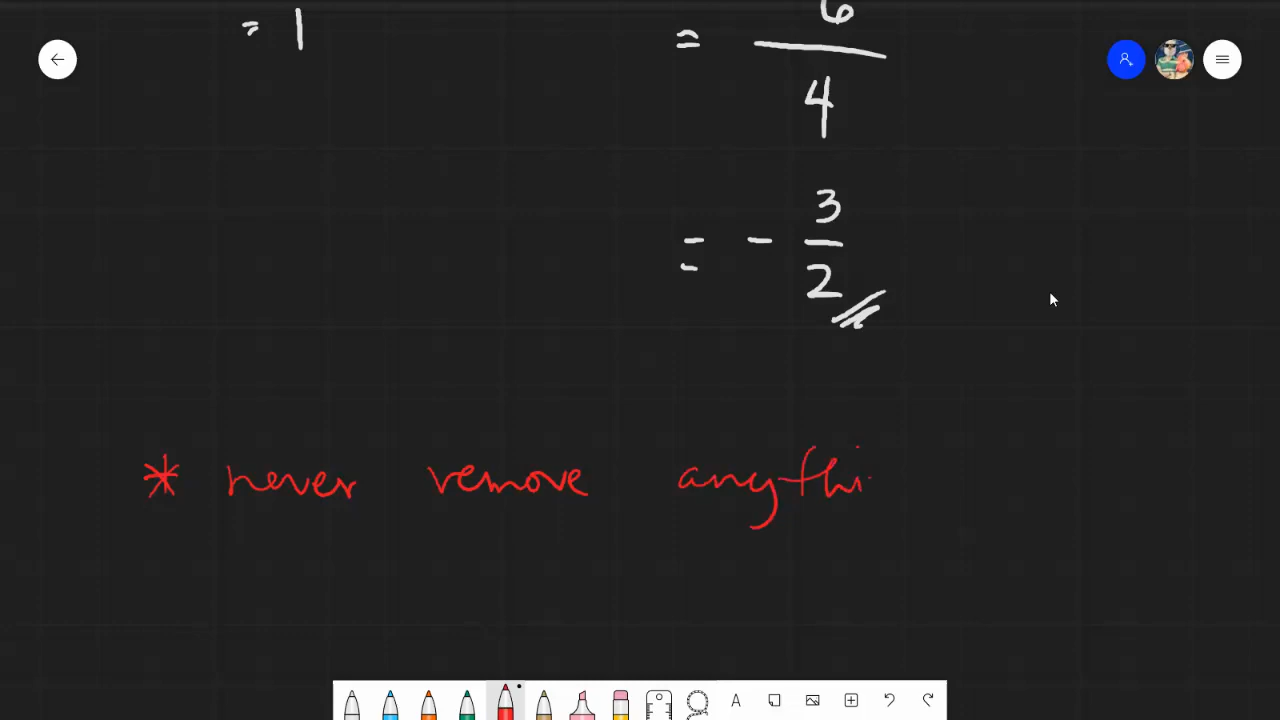 = 1
= 6/4
= - 3/2
* never remove anythi
A